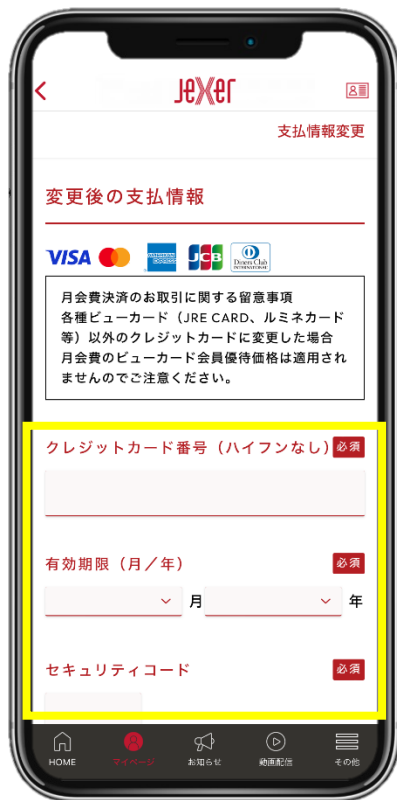 Jexer
支払情報変更
変更後の支払情報
VISA AMERICAN EXPRESS JCB Diners Club INTERNATIONAL
月会費決済のお取引に関する留意事項
各種ビューカード（JRE CARD、ルミネカード
等）以外のクレジットカードに変更した場合
月会費のビューカード会員優待価格は適用され
ませんのでご注意ください。
クレジットカード番号（ハイフンなし） 必須
有効期限（月／年） 必須
月 年
セキュリティコード 必須
HOME マイページ お知らせ 動画配信 その他